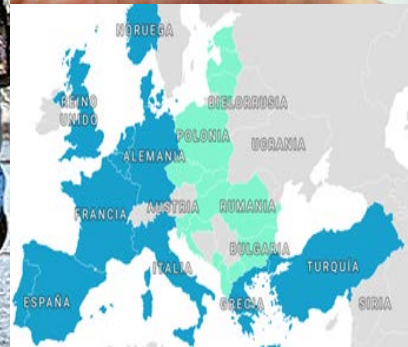 NORUEGA
REINO
UNIDO
BIELORRUSIA
POLONIA
UCRANIA
ALEMANIA
FRANCIA
AUSTRIA
RUMANIA
BULGARIA
ITALIA
TURQUÍA
ESPAÑA
GRECIA
SIRIA